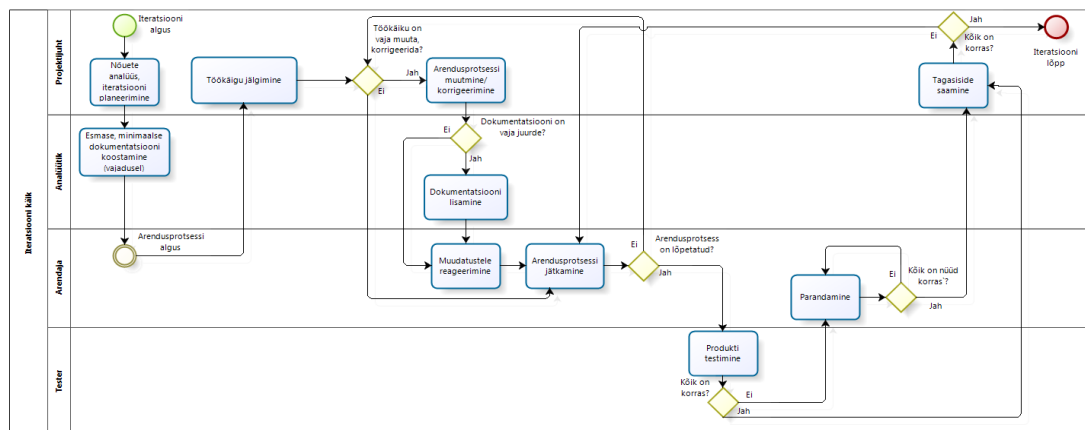 Iteratsiooni käik
Projektijuht
Iteratsiooni
algus
Nõuete
analüüs,
iteratsiooni
planeerimine
Töökäigu jälgimine
Töökäiku on
vaja muuta,
korrigeerida?
Jah
Ei
Arendusprotsessi
muutmine/
korrigeerimine
Ei
Jah
Kõik on
korras?
Iteratsiooni
lõpp
Tagasiside
saamine
Analüütik
Esmase, minimaalse
dokumentatsiooni
koostamine
(vajadusel)
Dokumentatsiooni on
vaja juurde?
Ei
Jah
Dokumentatsiooni
lisamine
Arendaja
Arendusprotsessi
algus
Muudatustele
reageerimine
Arendusprotsessi
jätkamine
Ei
Arendusprotsess
on lõpetatud?
Jah
Parandamine
Ei
Kõik on nüüd
korras`?
Jah
Tester
Produkti
testimine
Kõik on
korras?
Ei
Jah